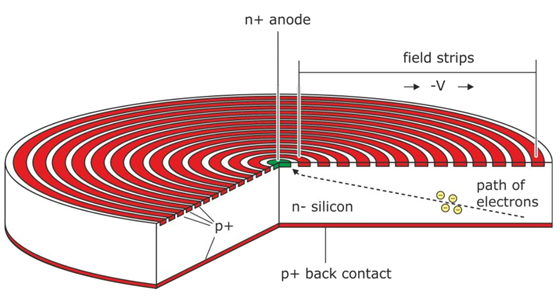 n+ anode
field strips
-V
path of
electrons
n- silicon
p+
p+ back contact